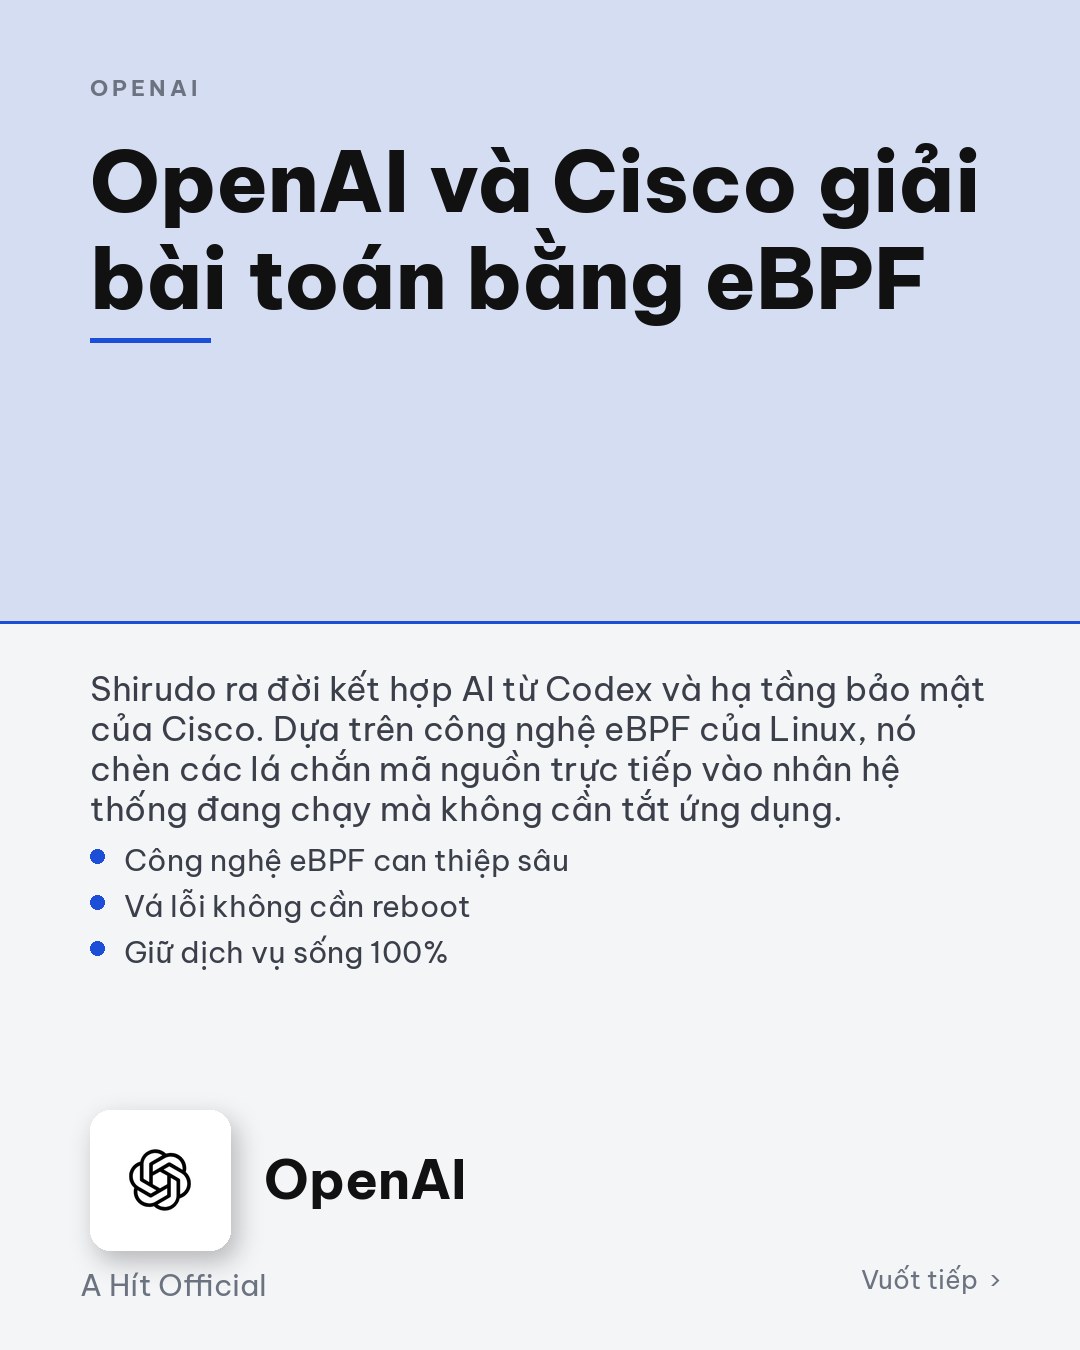 OPENAI
OpenAI và Cisco giải
bài toán bằng eBPF
Shirudo ra đời kết hợp AI từ Codex và hạ tầng bảo mật
của Cisco. Dựa trên công nghệ eBPF của Linux, nó
chèn các lá chắn mã nguồn trực tiếp vào nhân hệ
thống đang chạy mà không cần tắt ứng dụng.
Công nghệ eBPF can thiệp sâu
Vá lỗi không cần reboot
Giữ dịch vụ sống 100%
OpenAI
A Hít Official
Vuốt tiếp ›